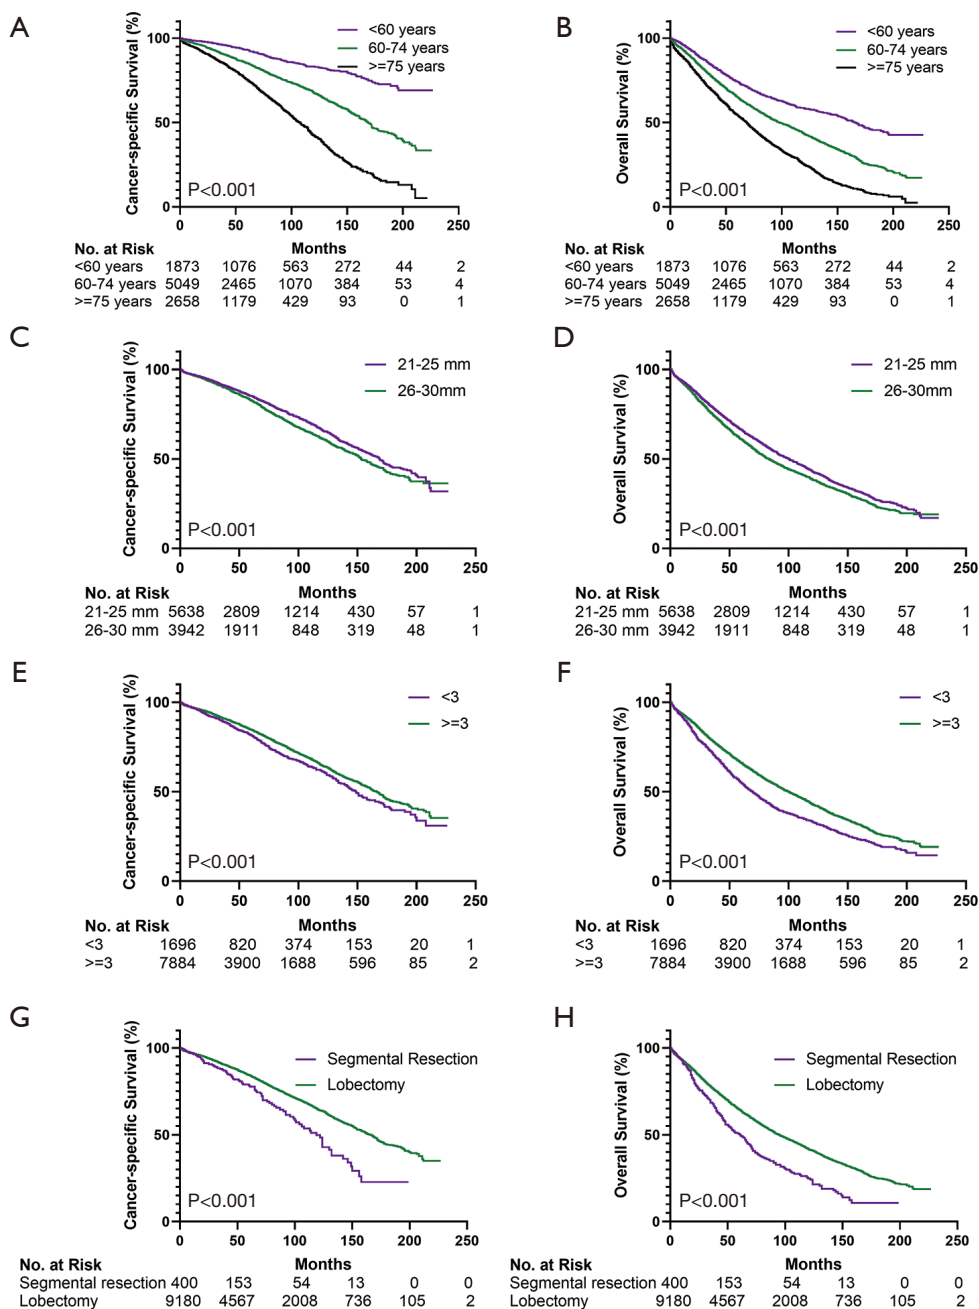 A
Cancer-specific Survival (%)
<60 years
60-74 years
>=75 years
100
50
0
P<0.001
0 50 100 150 200 250
No. at Risk Months
<60 years 1873 1076 563 272 44 2
60-74 years 5049 2465 1070 384 53 4
>=75 years 2658 1179 429 93 0 1
B
Overall Survival (%)
<60 years
60-74 years
>=75 years
100
50
0
P<0.001
0 50 100 150 200 250
No. at Risk Months
<60 years 1873 1076 563 272 44 2
60-74 years 5049 2465 1070 384 53 4
>=75 years 2658 1179 429 93 0 1
C
Cancer-specific Survival (%)
21-25 mm
26-30mm
100
50
0
P<0.001
0 50 100 150 200 250
No. at Risk Months
21-25 mm 5638 2809 1214 430 57 1
26-30 mm 3942 1911 848 319 48 1
D
Overall Survival (%)
21-25 mm
26-30mm
100
50
0
P<0.001
0 50 100 150 200 250
No. at Risk Months
21-25 mm 5638 2809 1214 430 57 1
26-30 mm 3942 1911 848 319 48 1
E
Cancer-specific Survival (%)
<3
>=3
100
50
0
P<0.001
0 50 100 150 200 250
No. at Risk Months
<3 1696 820 374 153 20 1
>=3 7884 3900 1688 596 85 2
F
Overall Survival (%)
<3
>=3
100
50
0
P<0.001
0 50 100 150 200 250
No. at Risk Months
<3 1696 820 374 153 20 1
>=3 7884 3900 1688 596 85 2
G
Cancer-specific Survival (%)
Segmental Resection
Lobectomy
100
50
0
P<0.001
0 50 100 150 200 250
No. at Risk Months
Segmental resection 400 153 54 13 0 0
Lobectomy 9180 4567 2008 736 105 2
H
Overall Survival (%)
Segmental Resection
Lobectomy
100
50
0
P<0.001
0 50 100 150 200 250
No. at Risk Months
Segmental resection 400 153 54 13 0 0
Lobectomy 9180 4567 2008 736 105 2